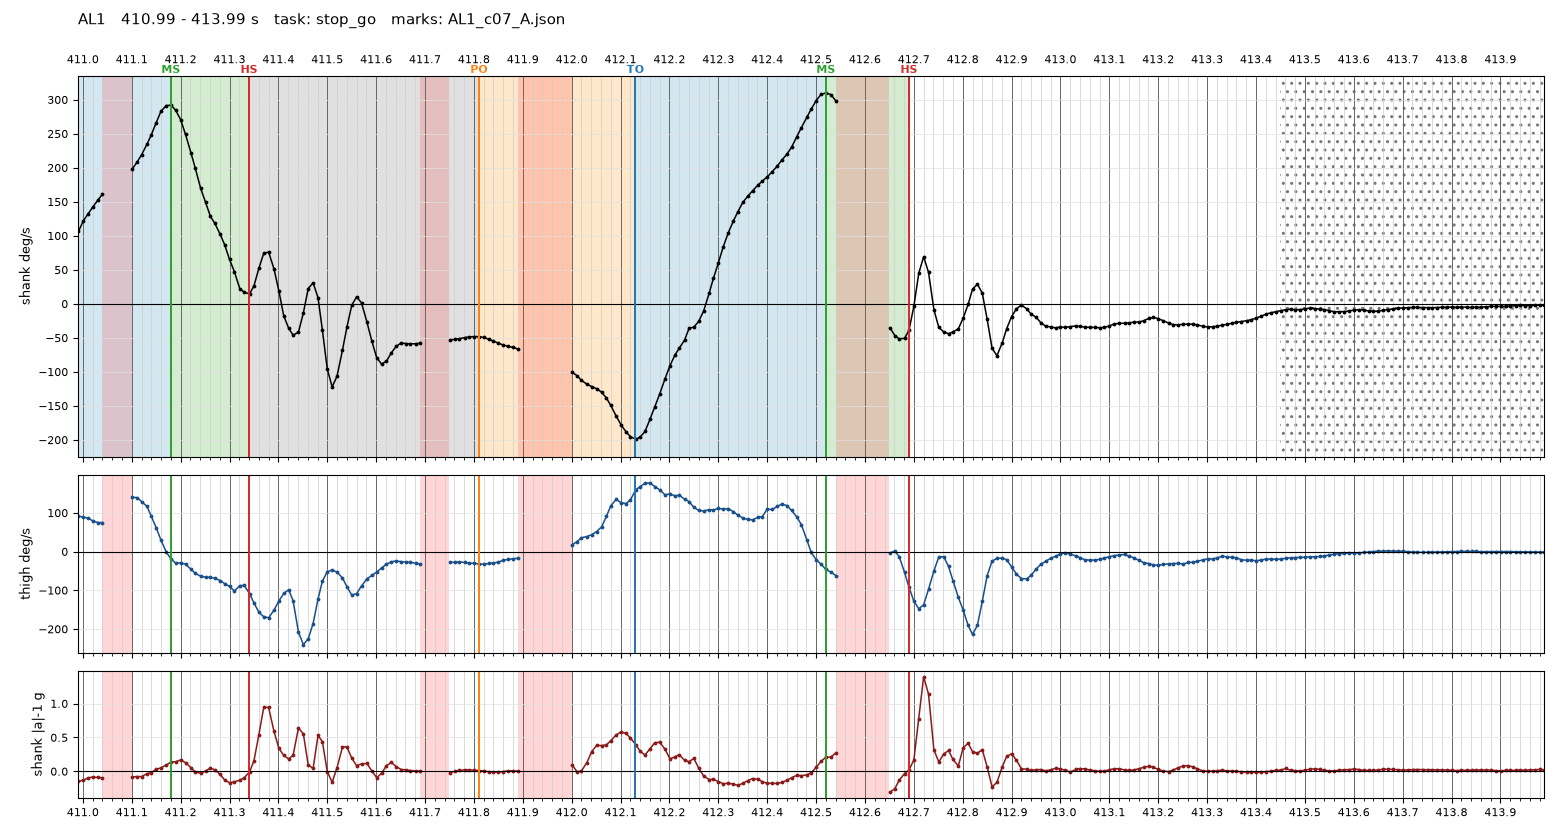 AL1   410.99 - 413.99 s   task: stop_go   marks: AL1_c07_A.json
411.0 411.1 411.2 411.3 411.4 411.5 411.6 411.7 411.8 411.9 412.0 412.1 412.2 412.3 412.4 412.5 412.6 412.7 412.8 412.9 413.0 413.1 413.2 413.3 413.4 413.5 413.6 413.7 413.8 413.9
MS HS PO TO MS HS
shank deg/s
300
250
200
150
100
50
0
−50
−100
−150
−200
thigh deg/s
100
0
−100
−200
shank |a|-1 g
1.0
0.5
0.0
411.0 411.1 411.2 411.3 411.4 411.5 411.6 411.7 411.8 411.9 412.0 412.1 412.2 412.3 412.4 412.5 412.6 412.7 412.8 412.9 413.0 413.1 413.2 413.3 413.4 413.5 413.6 413.7 413.8 413.9